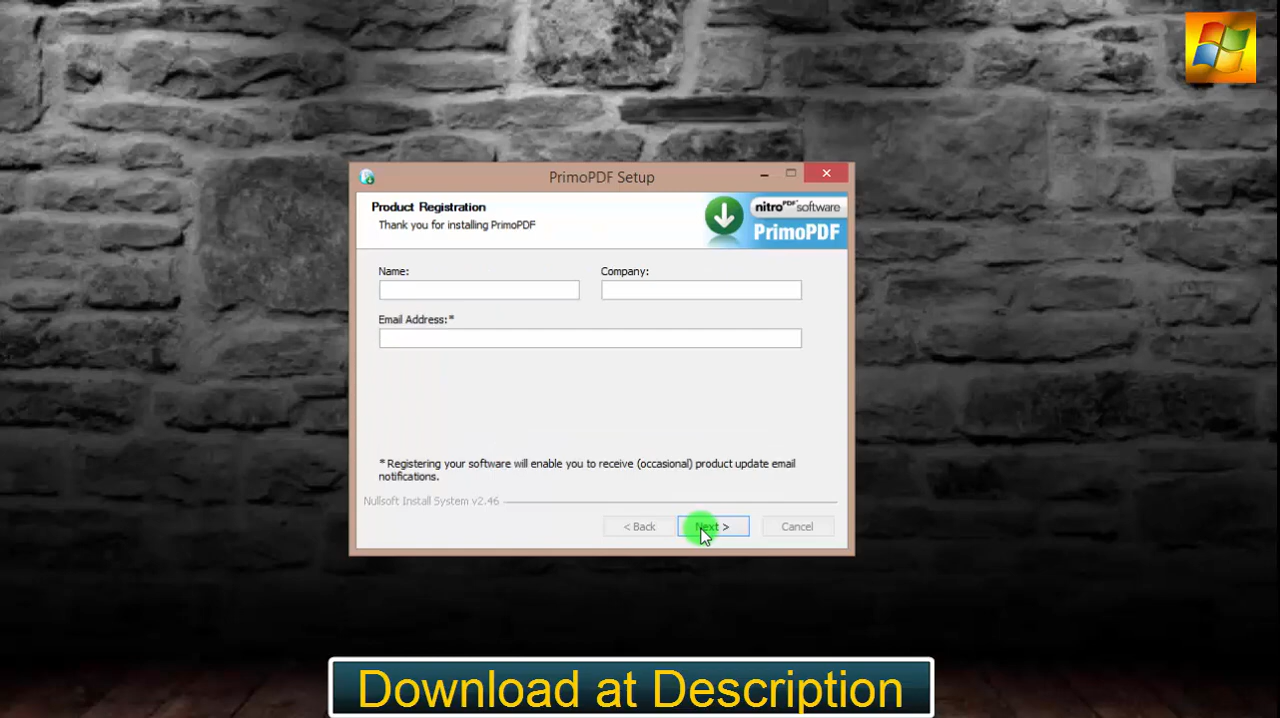 PrimoPDF Setup
Product Registration
Thank you for installing PrimoPDF
nitroPDF software
PrimoPDF
Name:
Company:
Email Address:*
* Registering your software will enable you to receive (occasional) product update email
notifications.
Nullsoft Install System v2.46
< Back
Next >
Cancel
Download at Description